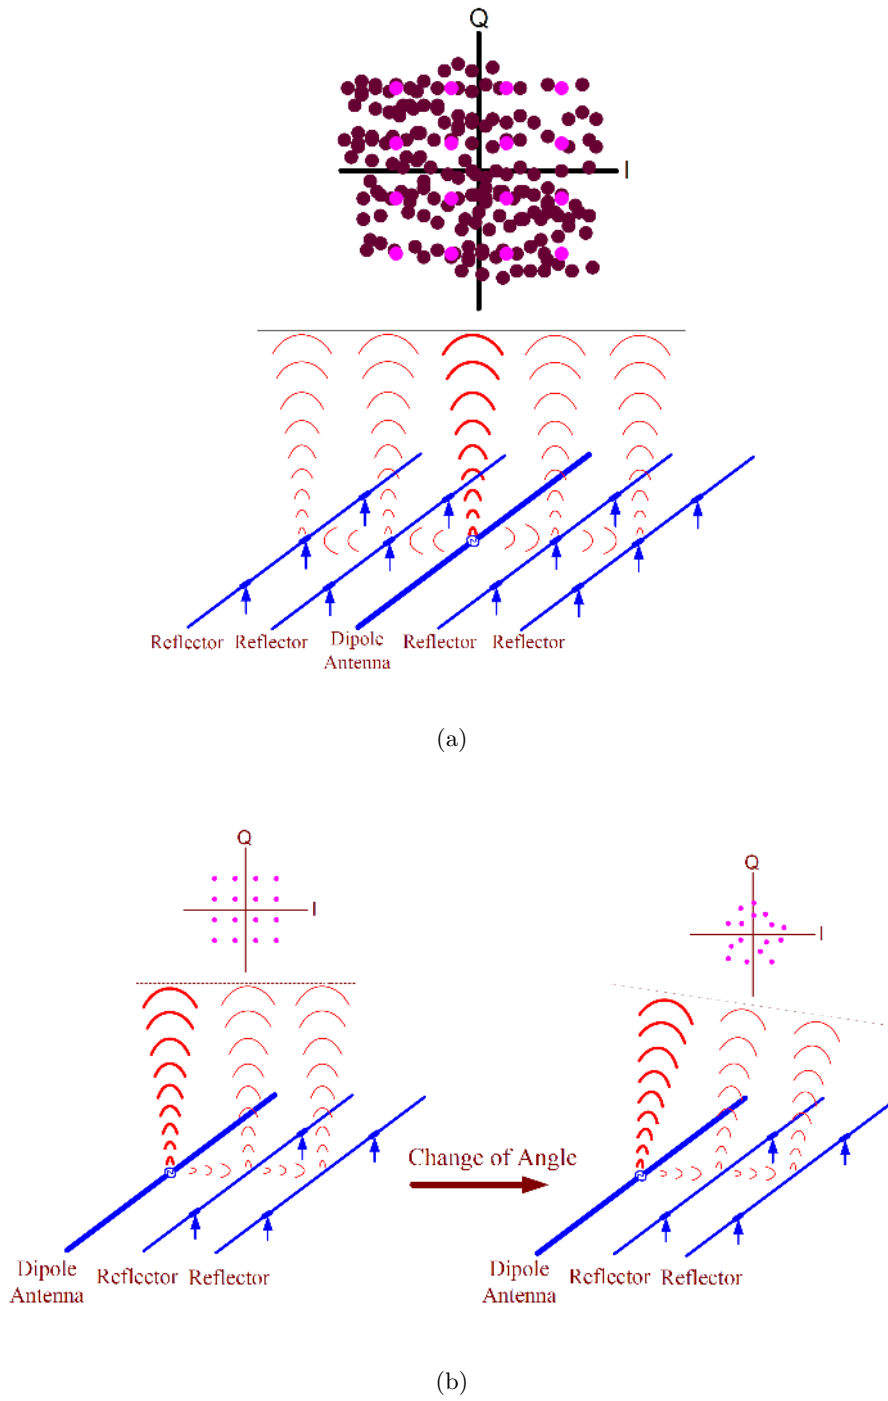 Q
I
Reflector Reflector Dipole Antenna Reflector Reflector
(a)
Q
I
Q
I
Change of Angle
Dipole Antenna Reflector Reflector
Dipole Antenna Reflector Reflector
(b)